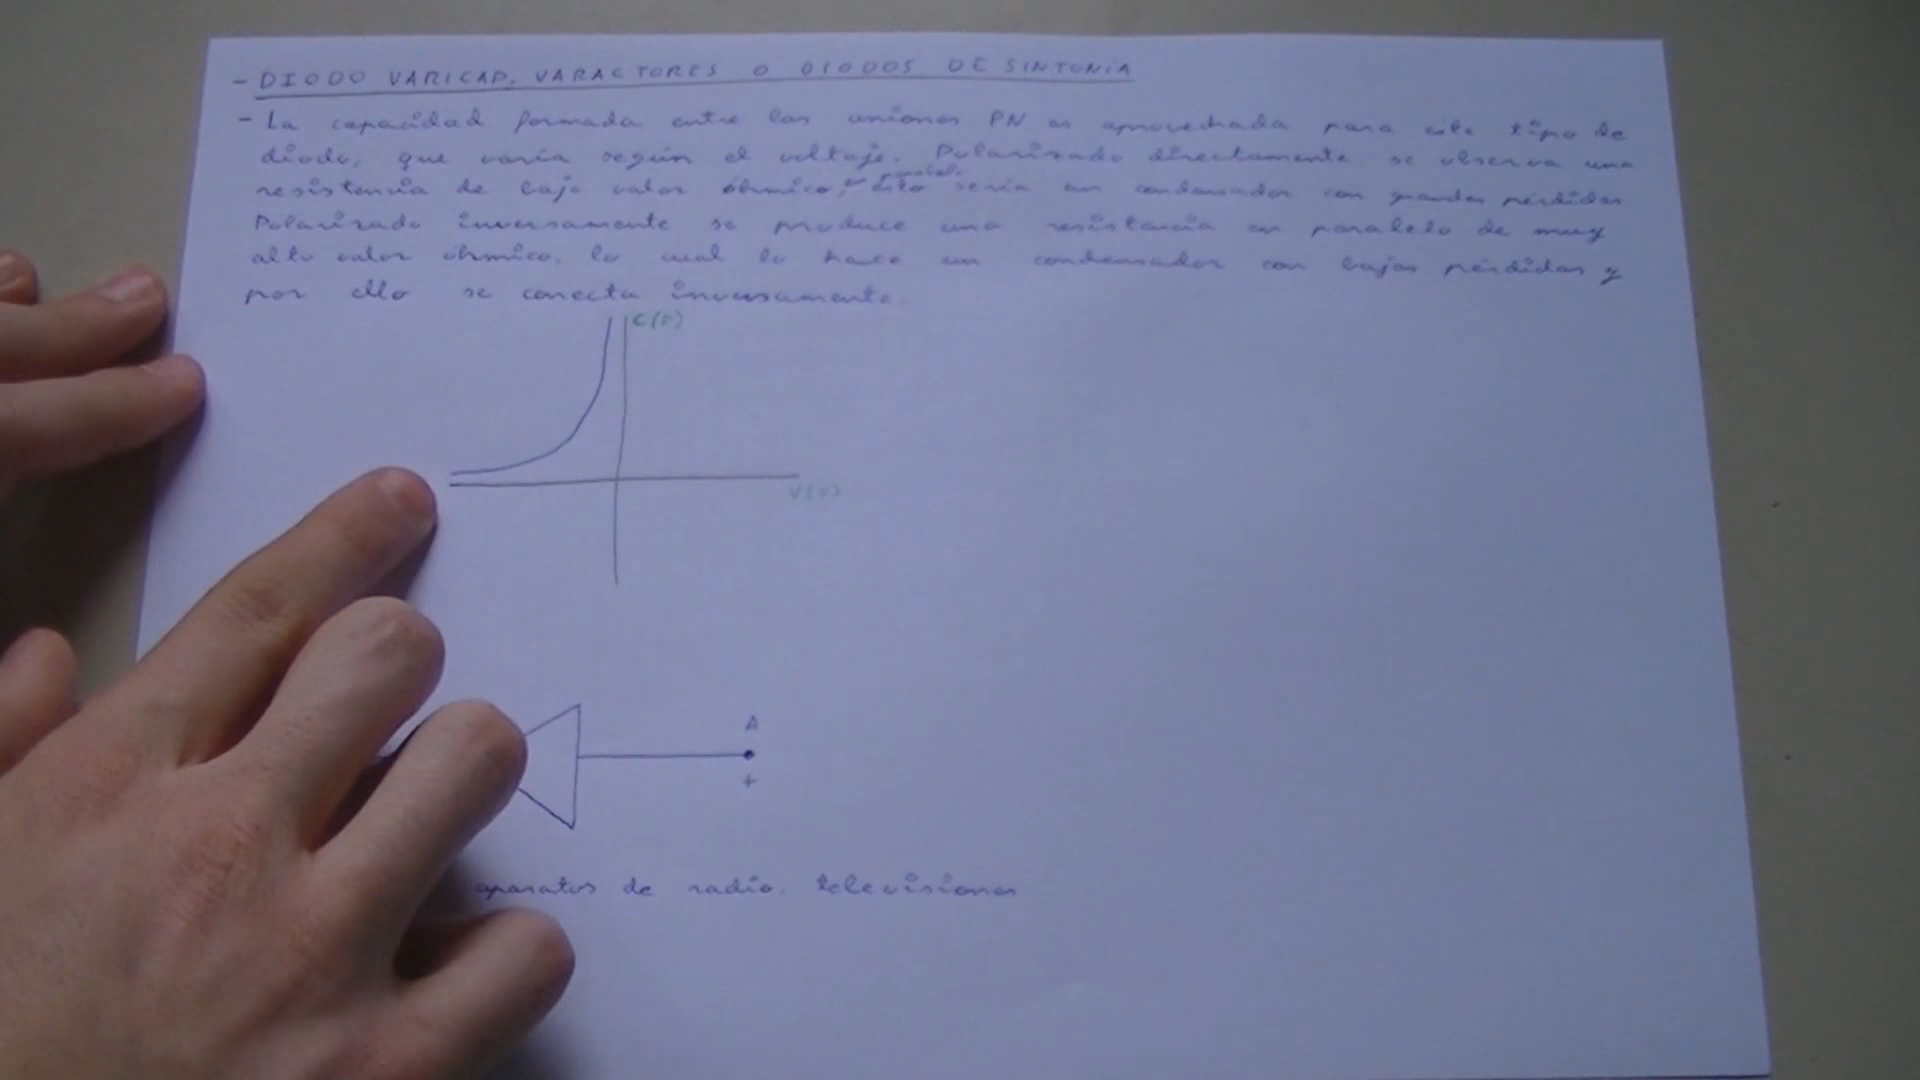 - DIODO VARICAP, VARACTORES O DIODOS DE SINTONÍA
- La capacidad formada entre las uniones PN es aprovechada para este tipo de
diodo, que varía según el voltaje. Polarizado directamente, se observa una
resistencia de bajo valor óhmico, en paralelo
esto sería un condensador con grandes pérdidas
Polarizado inversamente se produce una resistencia en paralelo de muy
alto valor óhmico, lo cual lo hace un condensador con bajas pérdidas y
por ello se conecta inversamente.
C(F)
V(V)
A
+
aparatos de radio, televisiones